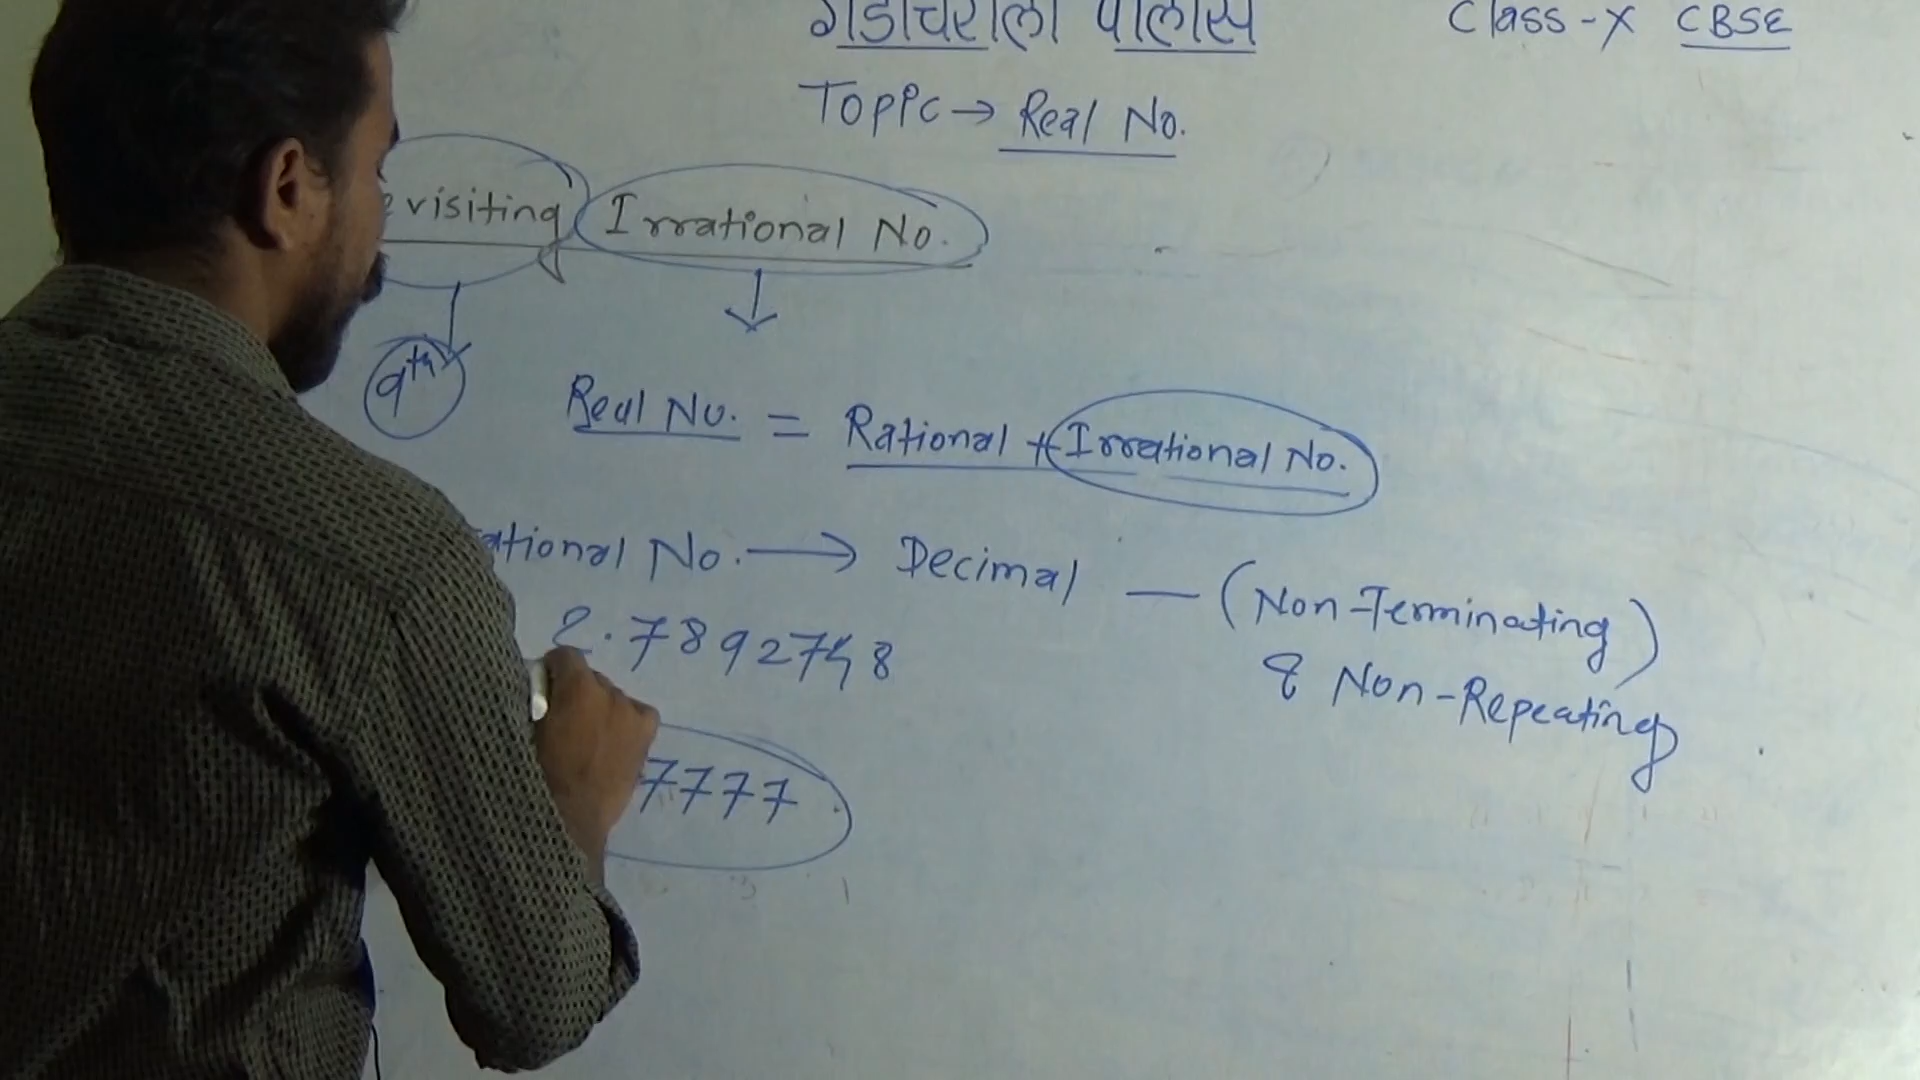 गडचिरोली पोलीस Class-X CBSE
Topic → Real No.
visiting Irrational No.
9th
Real No. = Rational + Irrational No.
ational No. → Decimal — (Non-Terminating)
& Non-Repeating
2.7892748
7777